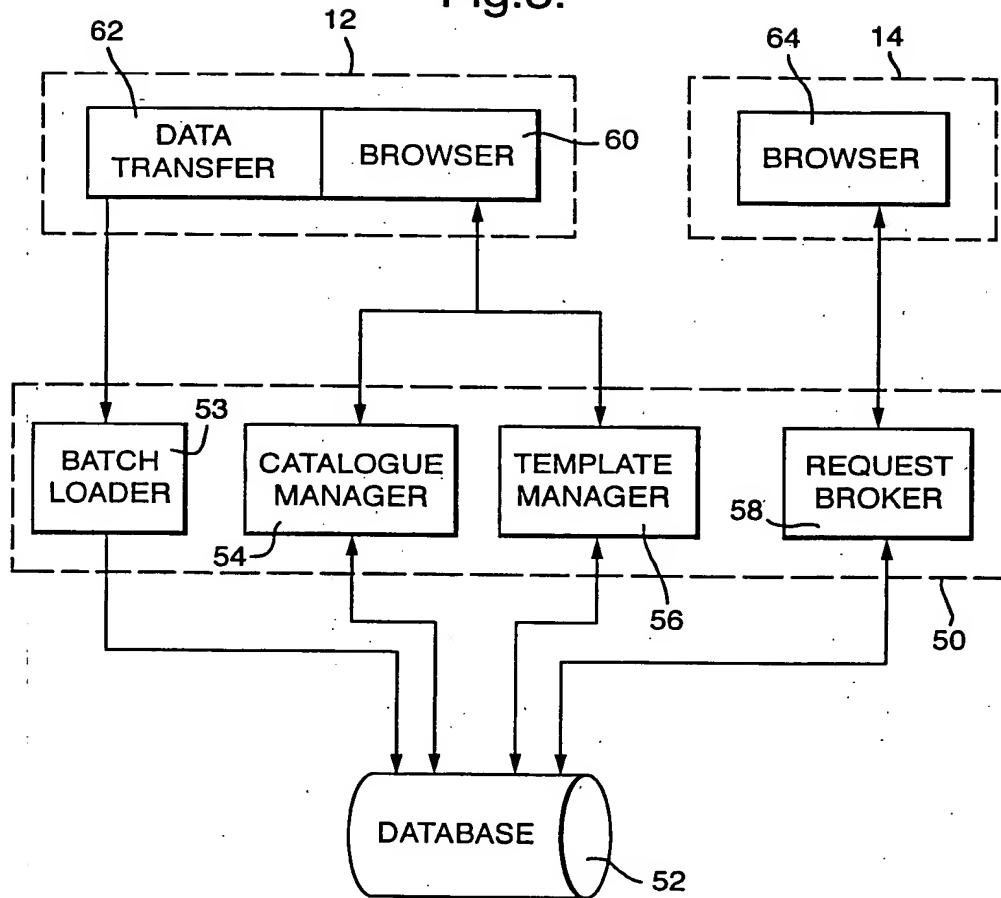 Fig.
12
62
64
14
DATA
TRANSFER
BROWSER
60
BROWSER
53
BATCH
LOADER
CATALOGUE
MANAGER
TEMPLATE
MANAGER
REQUEST
BROKER
54
56
58
50
DATABASE
52